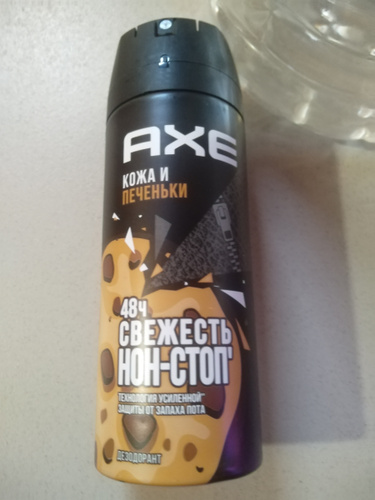 AXE
КОЖА И
ПЕЧЕНЬКИ
48Ч
СВЕЖЕСТЬ
НОН-СТОП*
ТЕХНОЛОГИЯ УСИЛЕННОЙ**
ЗАЩИТЫ ОТ ЗАПАХА ПОТА
ДЕЗОДОРАНТ